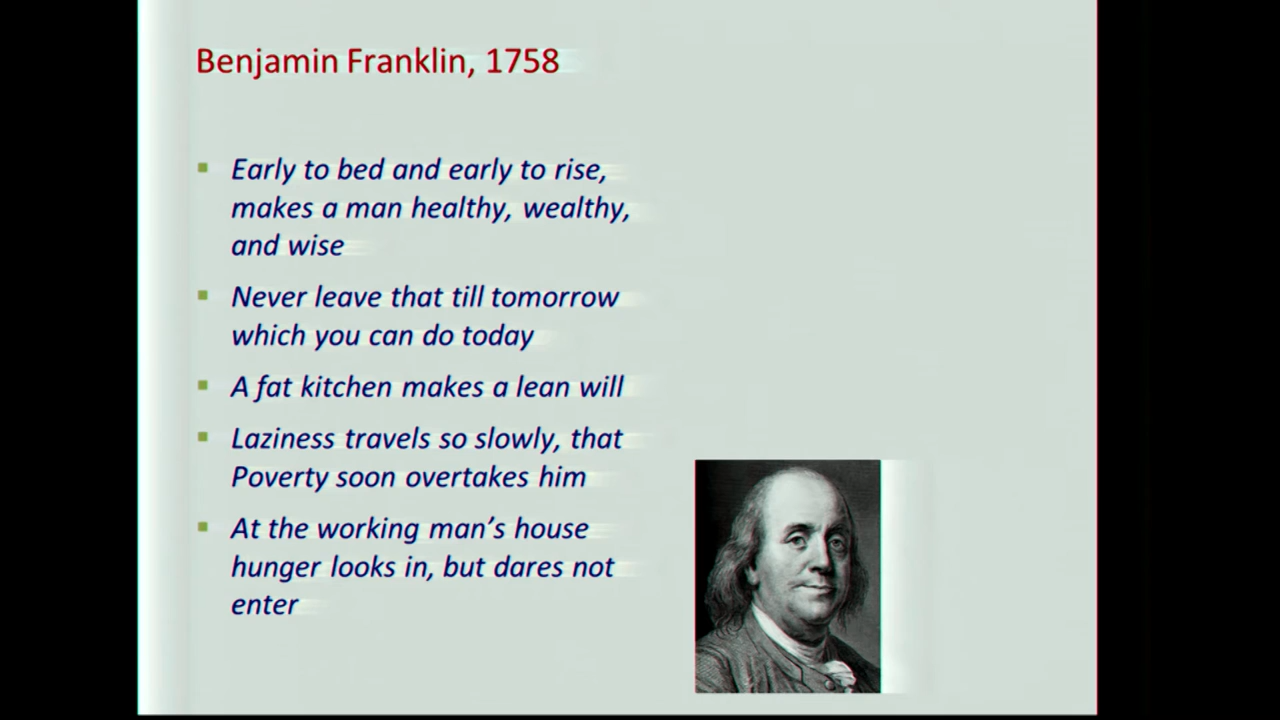 Benjamin Franklin, 1758
Early to bed and early to rise,
makes a man healthy, wealthy,
and wise
Never leave that till tomorrow
which you can do today
A fat kitchen makes a lean will
Laziness travels so slowly, that
Poverty soon overtakes him
At the working man’s house
hunger looks in, but dares not
enter